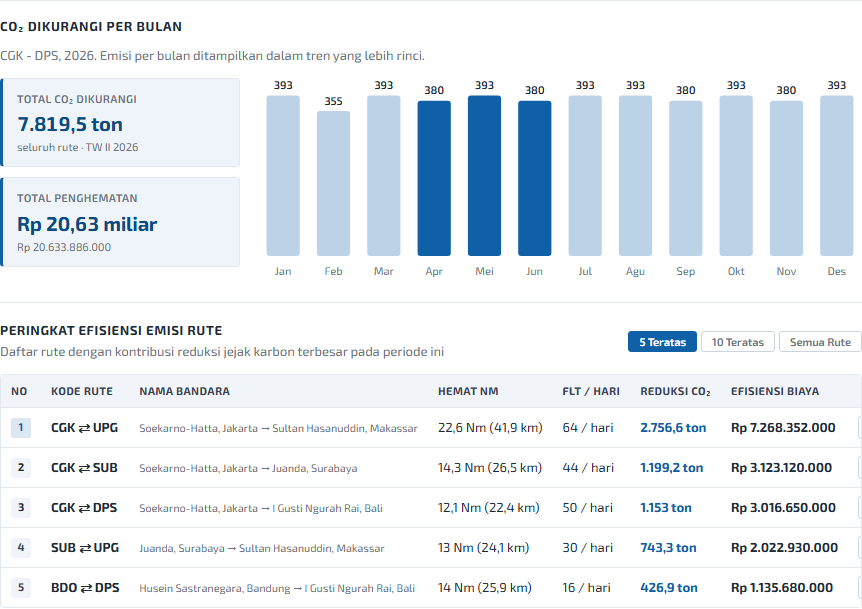 CO₂ DIKURANGI PER BULAN
CGK - DPS, 2026. Emisi per bulan ditampilkan dalam tren yang lebih rinci.
TOTAL CO₂ DIKURANGI
7.819,5 ton
seluruh rute · TW II 2026
TOTAL PENGHEMATAN
Rp 20,63 miliar
Rp 20.633.886.000
393 355 393 380 393 380 393 393 380 393 380 393
Jan Feb Mar Apr Mei Jun Jul Agu Sep Okt Nov Des
PERINGKAT EFISIENSI EMISI RUTE
Daftar rute dengan kontribusi reduksi jejak karbon terbesar pada periode ini
5 Teratas 10 Teratas Semua Rute
NO KODE RUTE NAMA BANDARA HEMAT NM FLT / HARI REDUKSI CO₂ EFISIENSI BIAYA
1 CGK ⇄ UPG Soekarno-Hatta, Jakarta → Sultan Hasanuddin, Makassar 22,6 Nm (41,9 km) 64 / hari 2.756,6 ton Rp 7.268.352.000
2 CGK ⇄ SUB Soekarno-Hatta, Jakarta → Juanda, Surabaya 14,3 Nm (26,5 km) 44 / hari 1.199,2 ton Rp 3.123.120.000
3 CGK ⇄ DPS Soekarno-Hatta, Jakarta → I Gusti Ngurah Rai, Bali 12,1 Nm (22,4 km) 50 / hari 1.153 ton Rp 3.016.650.000
4 SUB ⇄ UPG Juanda, Surabaya → Sultan Hasanuddin, Makassar 13 Nm (24,1 km) 30 / hari 743,3 ton Rp 2.022.930.000
5 BDO ⇄ DPS Husein Sastranegara, Bandung → I Gusti Ngurah Rai, Bali 14 Nm (25,9 km) 16 / hari 426,9 ton Rp 1.135.680.000